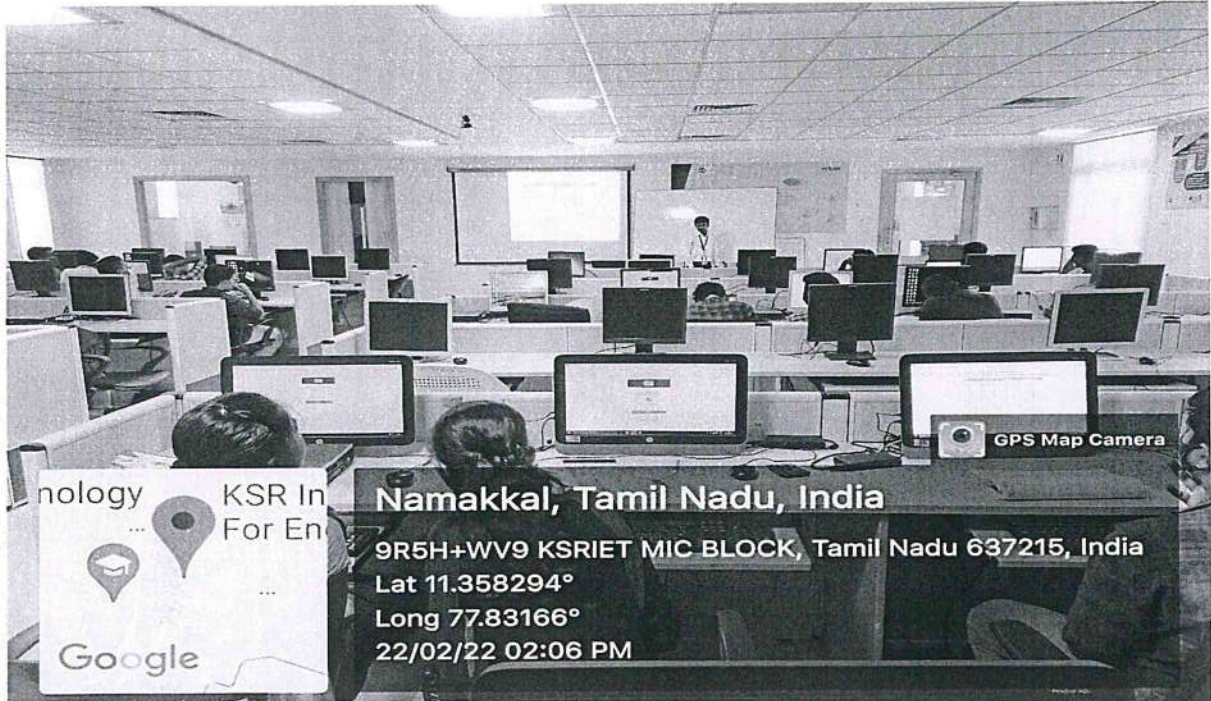 GPS Map Camera
nology
KSR In
For En
Google
Namakkal, Tamil Nadu, India
9R5H+WV9 KSRIET MIC BLOCK, Tamil Nadu 637215, India
Lat 11.358294°
Long 77.83166°
22/02/22 02:06 PM